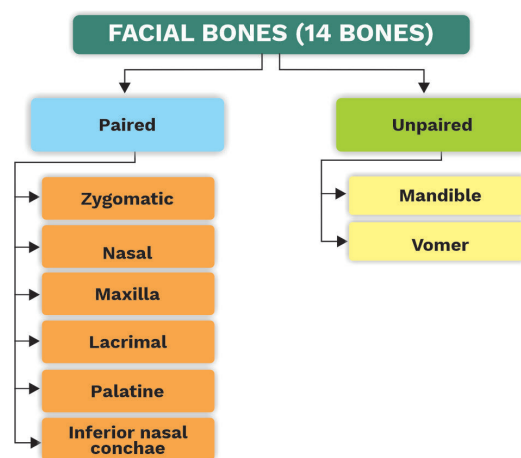 FACIAL BONES (14 BONES)
Paired
Unpaired
Zygomatic
Nasal
Maxilla
Lacrimal
Palatine
Inferior nasal
conchae
Mandible
Vomer